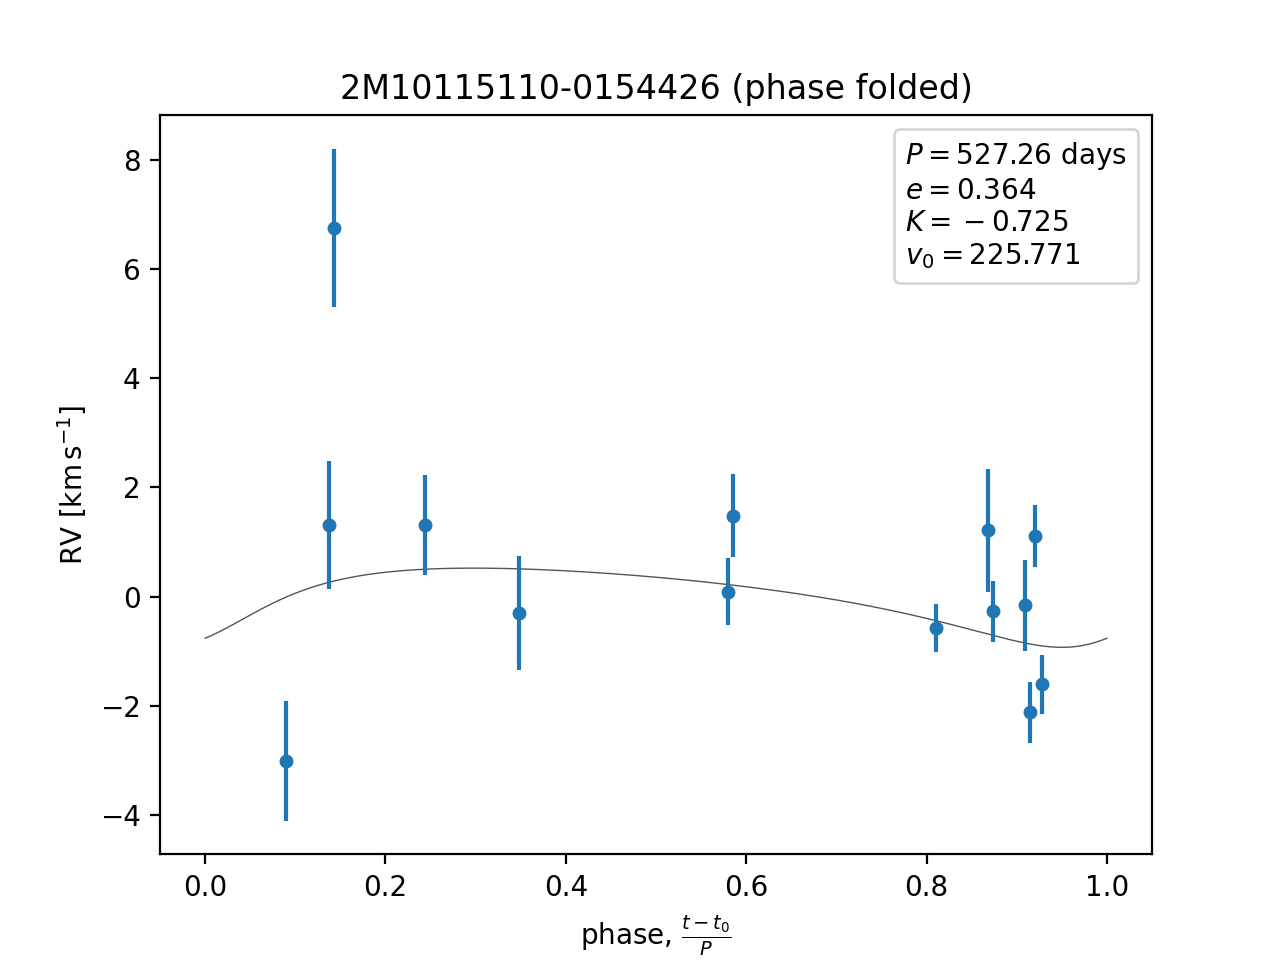 2M10115110-0154426 (phase folded)
P = 527.26 days
e = 0.364
K = −0.725
v₀ = 225.771
8
6
4
2
0
−2
−4
RV [km s⁻¹]
0.0 0.2 0.4 0.6 0.8 1.0
phase, (t − t₀)/P